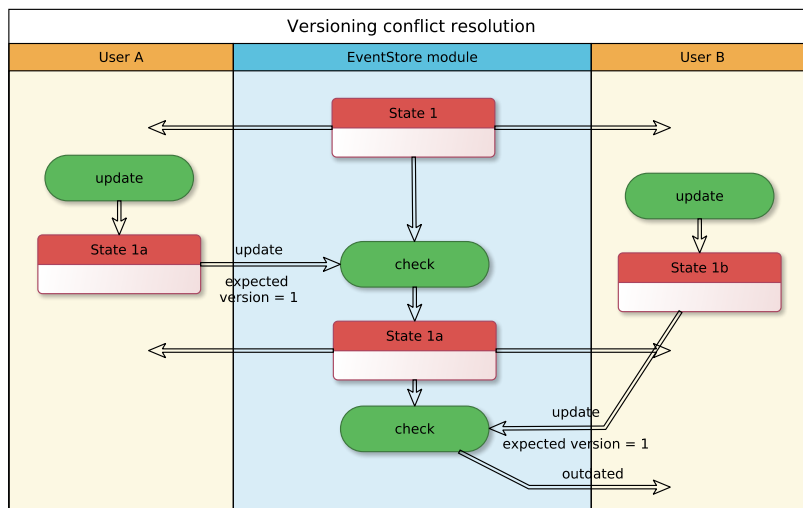 Versioning conflict resolution
User A
EventStore module
User B
State 1
update
update
State 1a
update
expected
version = 1
check
State 1b
State 1a
update
check
expected version = 1
outdated